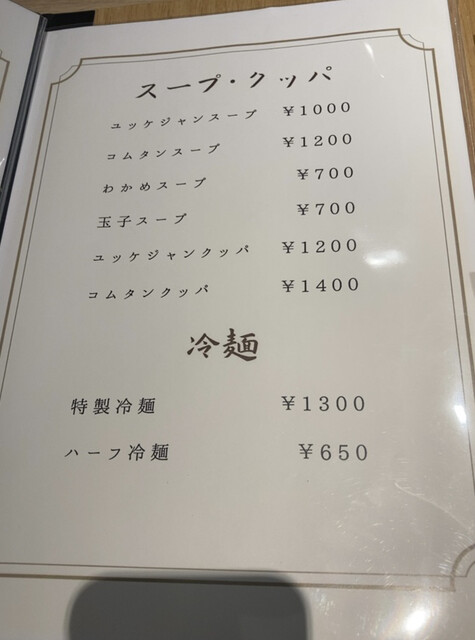 スープ・クッパ
ユッケジャンスープ ¥1000
コムタンスープ ¥1200
わかめスープ ¥700
玉子スープ ¥700
ユッケジャンクッパ ¥1200
コムタンクッパ ¥1400
冷麺
特製冷麺 ¥1300
ハーフ冷麺 ¥650